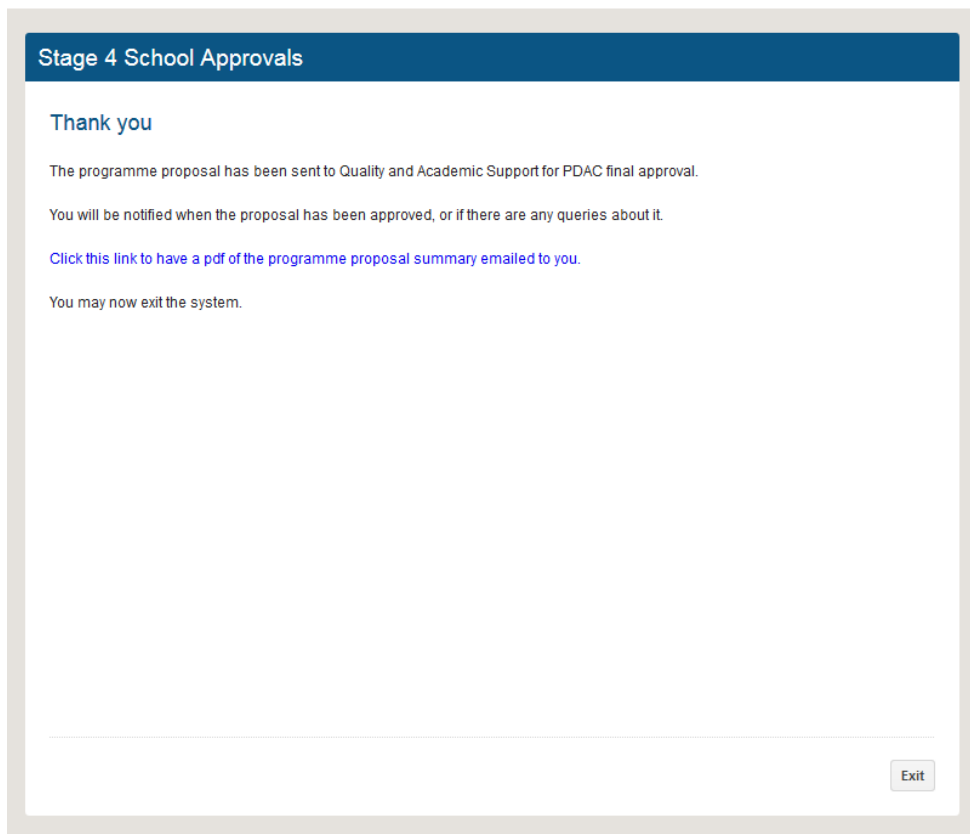 Stage 4 School Approvals
Thank you
The programme proposal has been sent to Quality and Academic Support for PDAC final approval.
You will be notified when the proposal has been approved, or if there are any queries about it.
Click this link to have a pdf of the programme proposal summary emailed to you.
You may now exit the system.
Exit